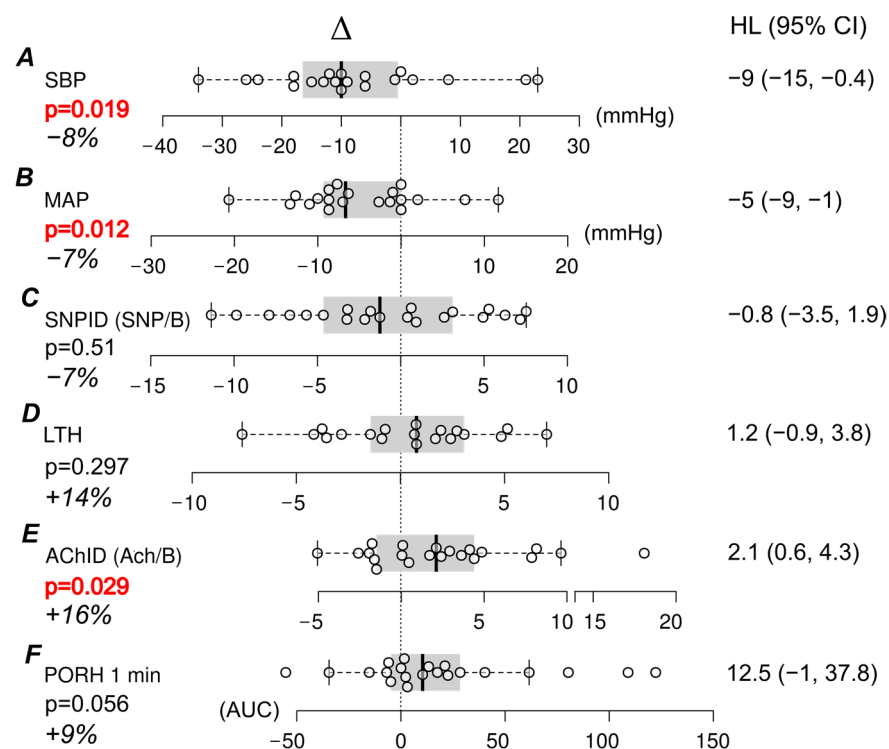 Δ HL (95% CI)
A
SBP −9 (−15, −0.4)
p=0.019
−8%
(mmHg)
−40 −30 −20 −10 0 10 20 30
B
MAP −5 (−9, −1)
p=0.012
−7%
(mmHg)
−30 −20 −10 0 10 20
C
SNPID (SNP/B) −0.8 (−3.5, 1.9)
p=0.51
−7%
−15 −10 −5 0 5 10
D
LTH 1.2 (−0.9, 3.8)
p=0.297
+14%
−10 −5 0 5 10
E
AChID (Ach/B) 2.1 (0.6, 4.3)
p=0.029
+16%
−5 0 5 10 15 20
F
PORH 1 min 12.5 (−1, 37.8)
p=0.056
+9%
(AUC)
−50 0 50 100 150